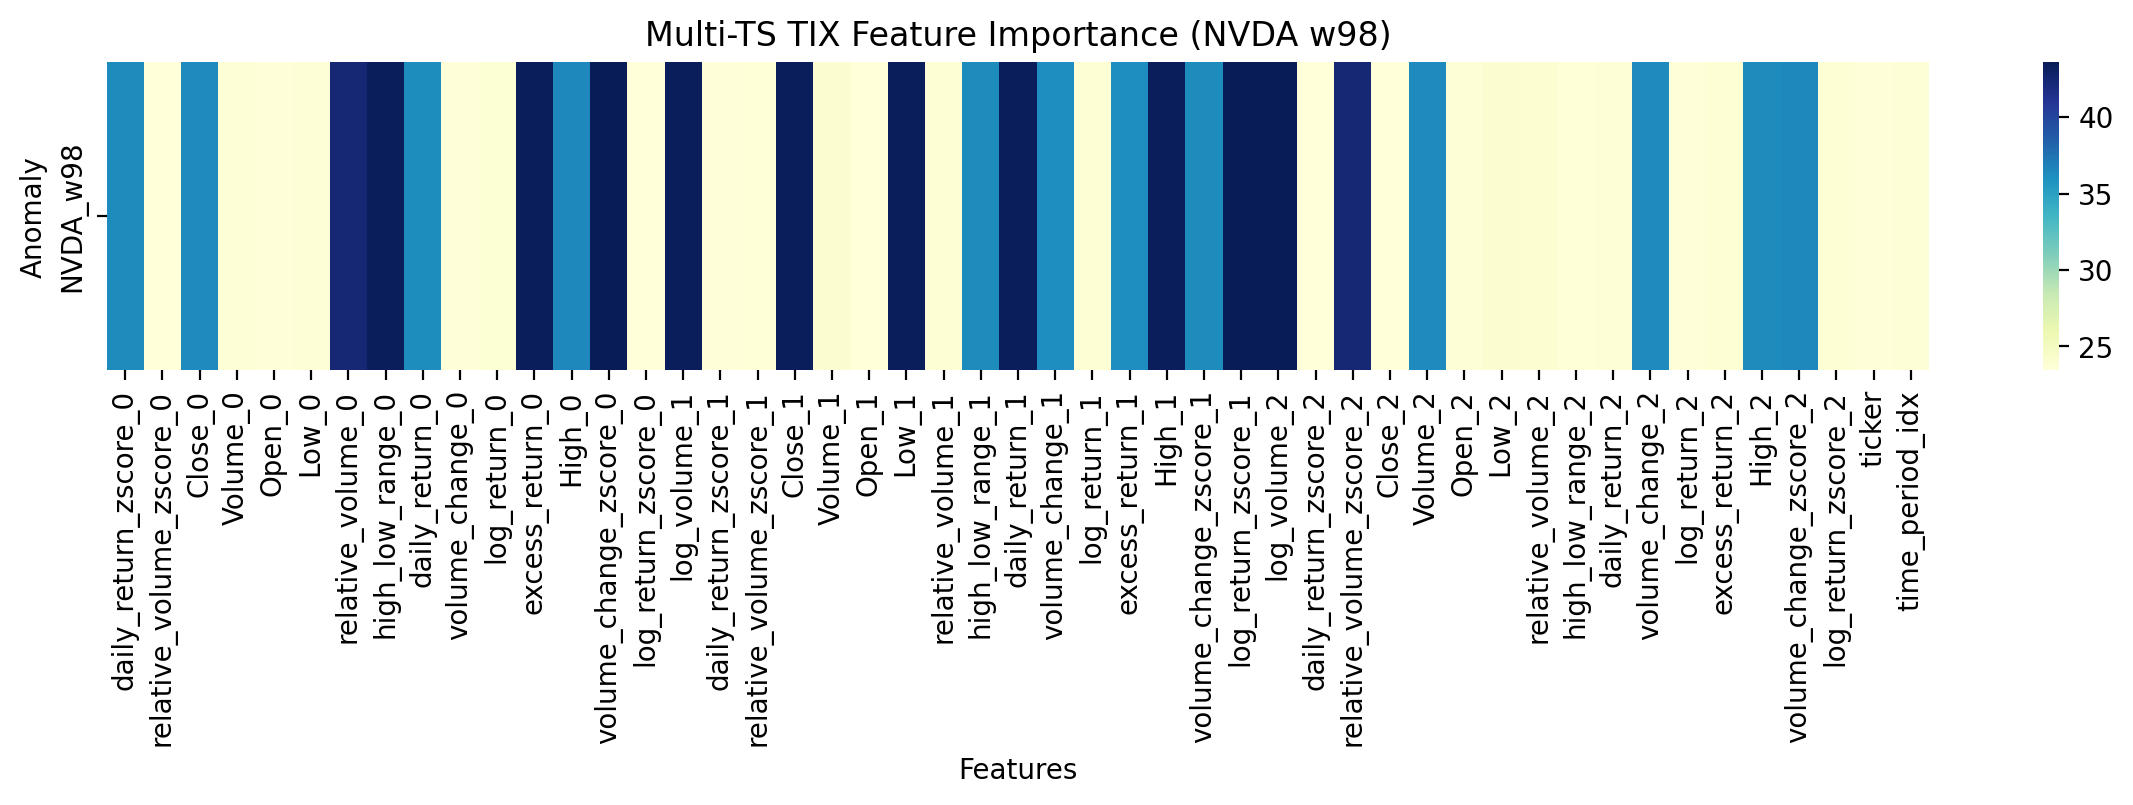 Multi-TS TIX Feature Importance (NVDA w98)
Anomaly
NVDA_w98
40
35
30
25
daily_return_zscore_0
relative_volume_zscore_0
Close_0
Volume_0
Open_0
Low_0
relative_volume_0
high_low_range_0
daily_return_0
volume_change_0
log_return_0
excess_return_0
High_0
volume_change_zscore_0
log_return_zscore_0
log_volume_1
daily_return_zscore_1
relative_volume_zscore_1
Close_1
Volume_1
Open_1
Low_1
relative_volume_1
high_low_range_1
daily_return_1
volume_change_1
log_return_1
excess_return_1
High_1
volume_change_zscore_1
log_return_zscore_1
log_volume_2
daily_return_zscore_2
relative_volume_zscore_2
Close_2
Volume_2
Open_2
Low_2
relative_volume_2
high_low_range_2
daily_return_2
volume_change_2
log_return_2
excess_return_2
High_2
volume_change_zscore_2
log_return_zscore_2
ticker
time_period_idx
Features